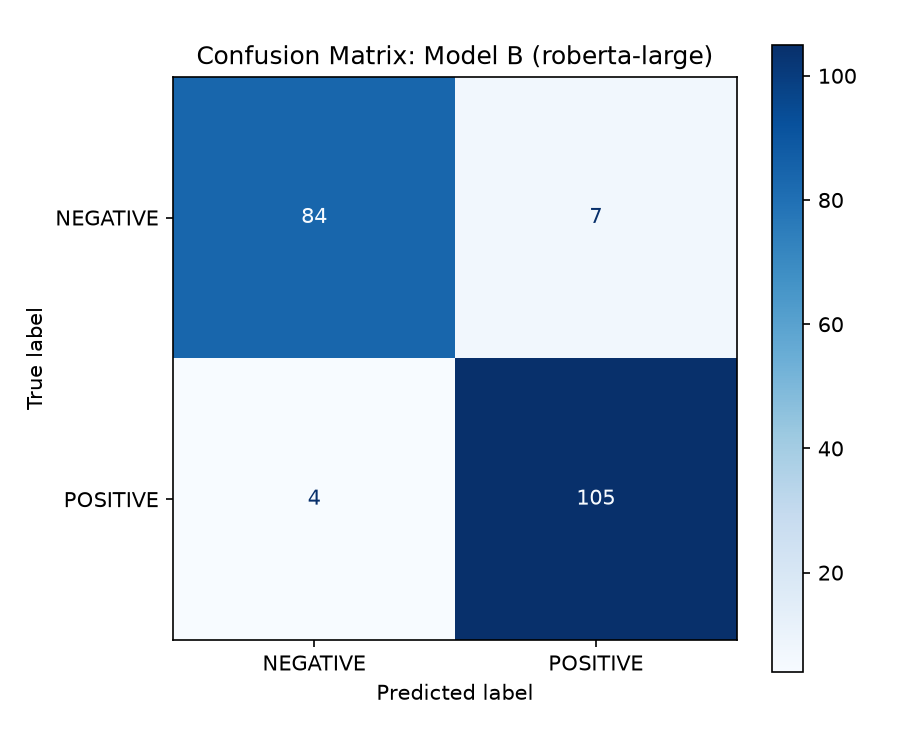 Confusion Matrix: Model B (roberta-large)
100
80
60
40
20
True label
NEGATIVE
84
7
POSITIVE
4
105
NEGATIVE
POSITIVE
Predicted label